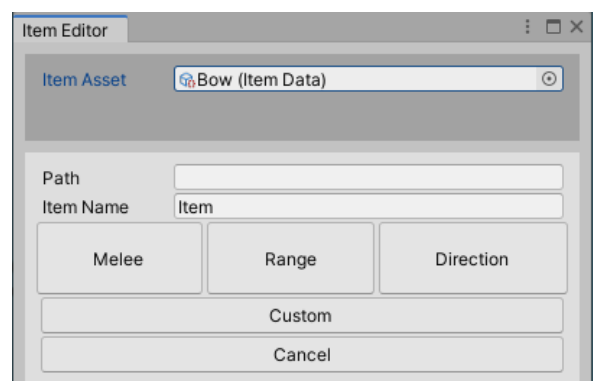 Item Editor
Item Asset Bow (Item Data)
Path
Item Name Item
Melee Range Direction
Custom
Cancel